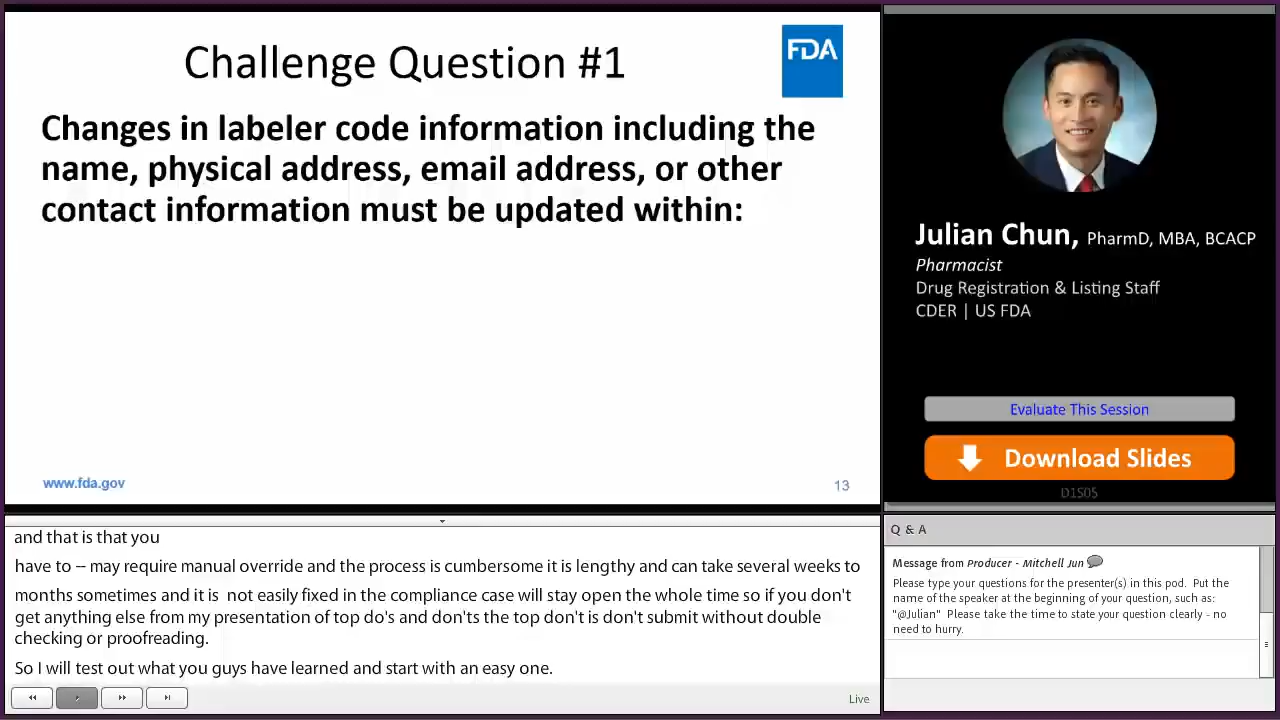 Challenge Question #1
FDA
Changes in labeler code information including the
name, physical address, email address, or other
contact information must be updated within:
www.fda.gov
13
Julian Chun, PharmD, MBA, BCACP
Pharmacist
Drug Registration & Listing Staff
CDER | US FDA
Evaluate This Session
Download Slides
D1S05
and that is that you
have to -- may require manual override and the process is cumbersome it is lengthy and can take several weeks to
months sometimes and it is  not easily fixed in the compliance case will stay open the whole time so if you don't
get anything else from my presentation of top do's and don'ts the top don't is don't submit without double
checking or proofreading.
So I will test out what you guys have learned and start with an easy one.
Live
Q & A
Message from Producer - Mitchell Jun
Please type your questions for the presenter(s) in this pod.  Put the
name of the speaker at the beginning of your question, such as:
"@Julian"  Please take the time to state your question clearly - no
need to hurry.